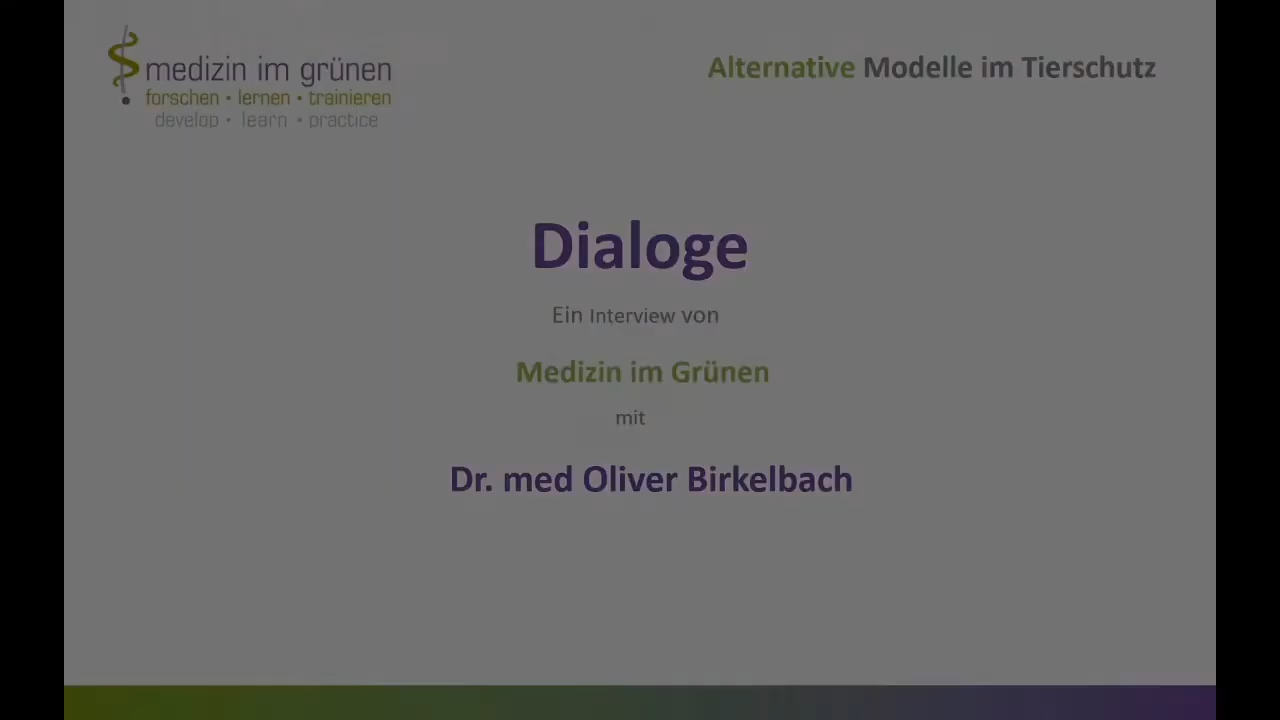 medizin im grünen
forschen • lernen • trainieren
develop • learn • practice
Alternative Modelle im Tierschutz
Dialoge
Ein Interview von
Medizin im Grünen
mit
Dr. med Oliver Birkelbach